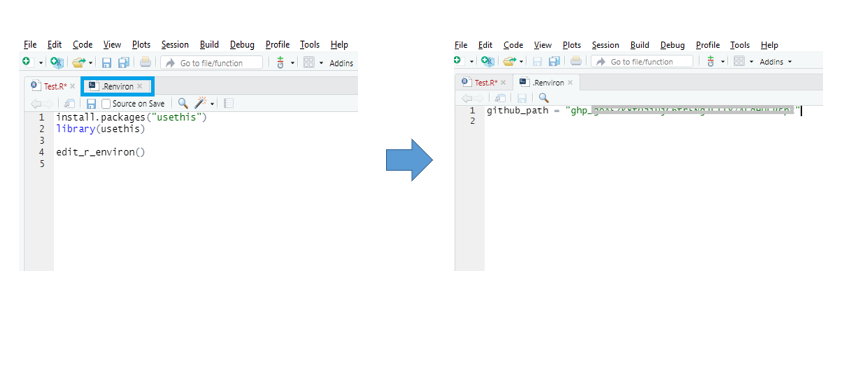 File Edit Code View Plots Session Build Debug Profile Tools Help
Go to file/function Addins
Test.R* .Renviron
Source on Save
1 install.packages("usethis")
2 library(usethis)
3
4 edit_r_environ()
5
File Edit Code View Plots Session Build Debug Profile Tools Help
Go to file/function Addins
Test.R* .Renviron
1 github_path = "ghp_ "
2